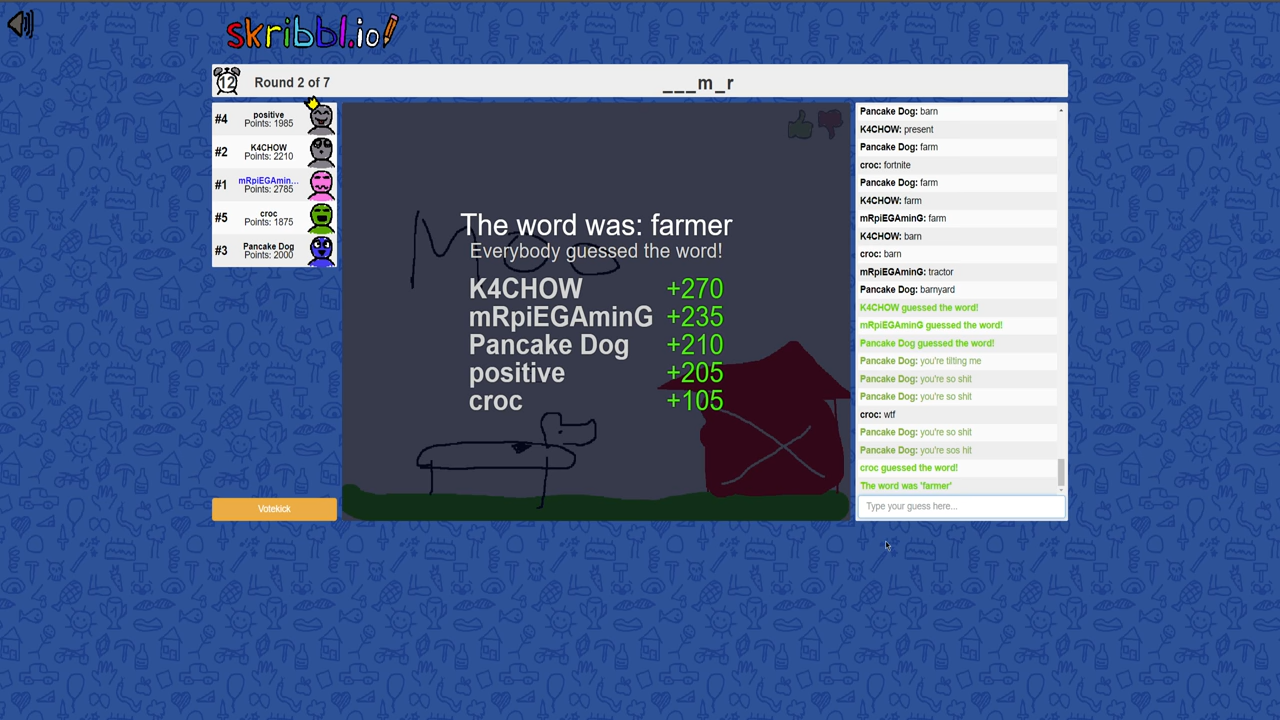 skribbl.io!
12
Round 2 of 7
___m_r
#4
positive
Points: 1985
#2
K4CHOW
Points: 2210
#1
mRpiEGAmin...
Points: 2785
#5
croc
Points: 1875
#3
Pancake Dog
Points: 2000
Votekick
Moo
The word was: farmer
Everybody guessed the word!
K4CHOW +270
mRpiEGAminG +235
Pancake Dog +210
positive +205
croc +105
Pancake Dog: barn
K4CHOW: present
Pancake Dog: farm
croc: fortnite
Pancake Dog: farm
K4CHOW: farm
mRpiEGAminG: farm
K4CHOW: barn
croc: barn
mRpiEGAminG: tractor
Pancake Dog: barnyard
K4CHOW guessed the word!
mRpiEGAminG guessed the word!
Pancake Dog guessed the word!
Pancake Dog: you're tilting me
Pancake Dog: you're so shit
Pancake Dog: you're so shit
croc: wtf
Pancake Dog: you're so shit
Pancake Dog: you're sos hit
croc guessed the word!
The word was 'farmer'
Type your guess here...